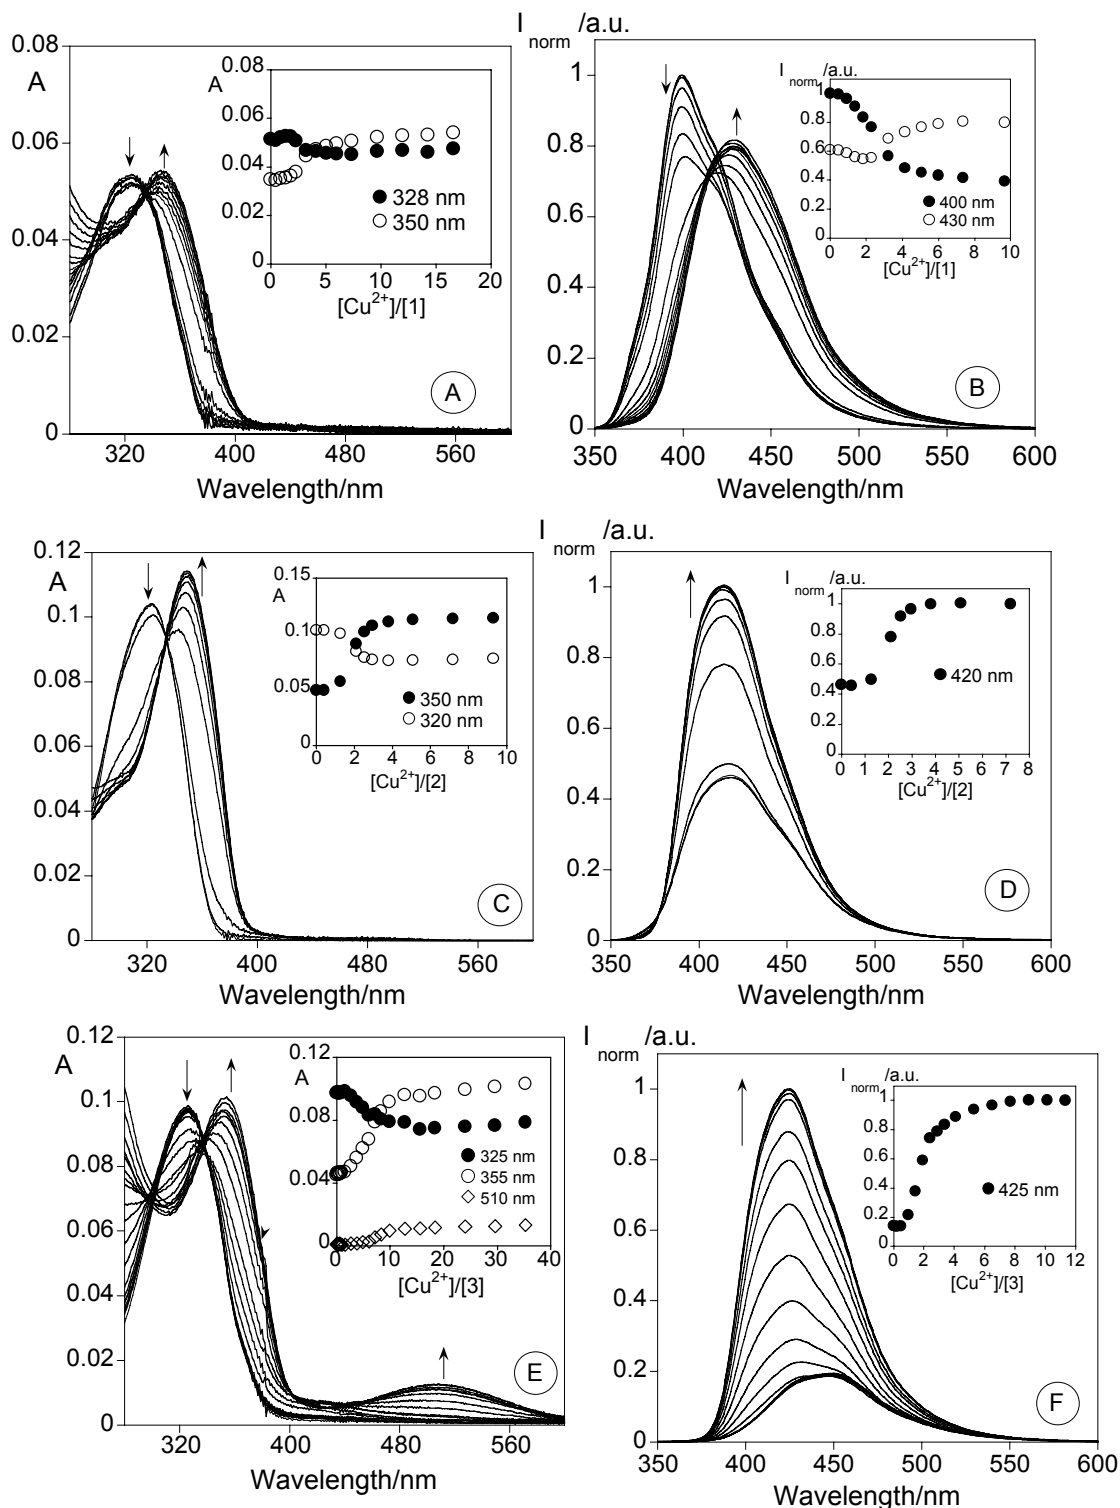 I norm /a.u.
0.08
A
0.06
0.04
0.02
0
320 400 480 560
Wavelength/nm
A
0.08
A
0.06
0.04
0.02
0
0 5 10 15 20
[Cu2+]/[1]
328 nm
350 nm
A
1
0.8
0.6
0.4
0.2
0
350 400 450 500 550 600
Wavelength/nm
B
I norm /a.u.
1
0.8
0.6
0.4
0.2
0
0 2 4 6 8 10
[Cu2+]/[1]
400 nm
430 nm
I norm /a.u.
0.12
A
0.1
0.08
0.06
0.04
0.02
0
320 400 480 560
Wavelength/nm
C
0.15
A
0.10
0.05
0
0 2 4 6 8 10
[Cu2+]/[2]
350 nm
320 nm
1
0.8
0.6
0.4
0.2
0
350 400 450 500 550 600
Wavelength/nm
D
I norm /a.u.
1
0.8
0.6
0.4
0.2
0
0 1 2 3 4 5 6 7 8
[Cu2+]/[2]
420 nm
I norm /a.u.
0.12
A
0.1
0.08
0.06
0.04
0.02
0
320 400 480 560
Wavelength/nm
E
0.12
A
0.08
0.04
0
0 10 20 30 40
[Cu2+]/[3]
325 nm
355 nm
510 nm
1
0.8
0.6
0.4
0.2
0
350 400 450 500 550 600
Wavelength/nm
F
I norm /a.u.
1
0.8
0.6
0.4
0.2
0
0 2 4 6 8 10 12
[Cu2+]/[3]
425 nm